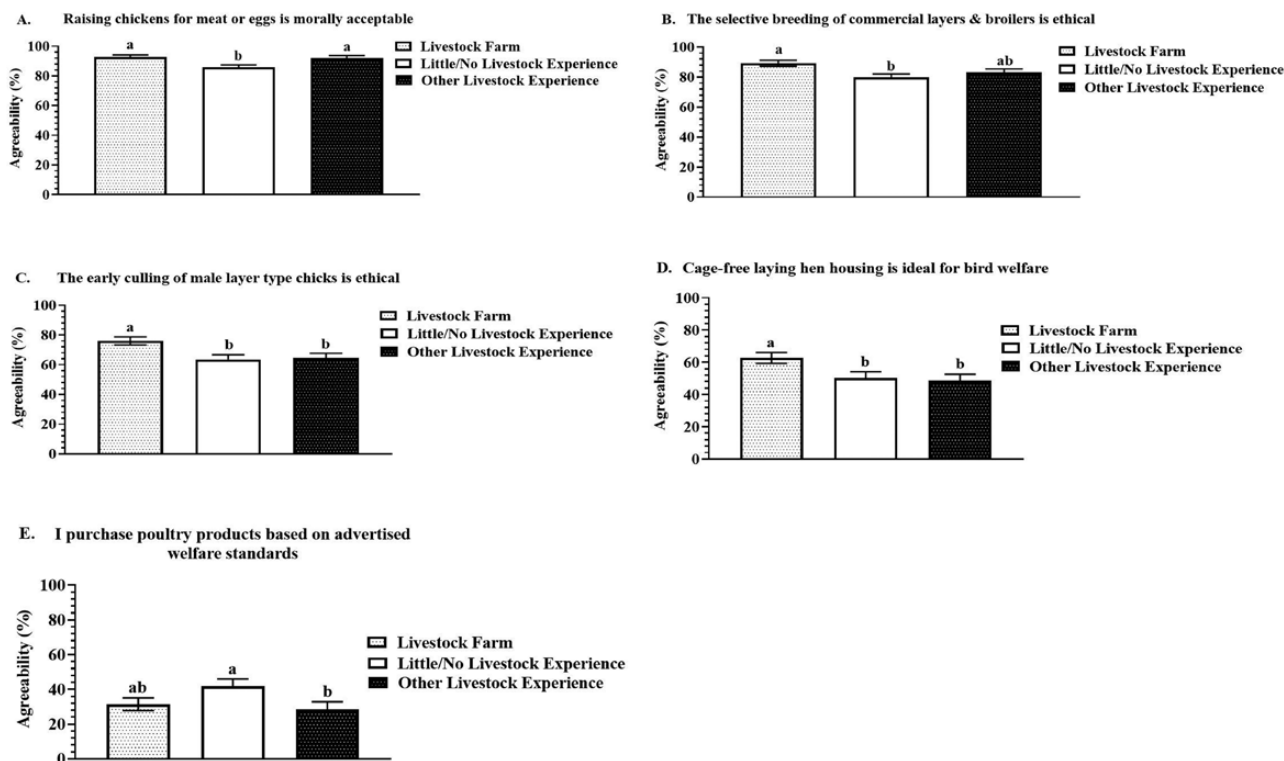 A. Raising chickens for meat or eggs is morally acceptable
Agreeability (%)
100
80
60
40
20
0
a
b
a
Livestock Farm
Little/No Livestock Experience
Other Livestock Experience
B. The selective breeding of commercial layers & broilers is ethical
Agreeability (%)
100
80
60
40
20
0
a
b
ab
Livestock Farm
Little/No Livestock Experience
Other Livestock Experience
C. The early culling of male layer type chicks is ethical
Agreeability (%)
100
80
60
40
20
0
a
b
b
Livestock Farm
Little/No Livestock Experience
Other Livestock Experience
D. Cage-free laying hen housing is ideal for bird welfare
Agreeability (%)
100
80
60
40
20
0
a
b
b
Livestock Farm
Little/No Livestock Experience
Other Livestock Experience
E. I purchase poultry products based on advertised
welfare standards
Agreeability (%)
100
80
60
40
20
0
ab
a
b
Livestock Farm
Little/No Livestock Experience
Other Livestock Experience